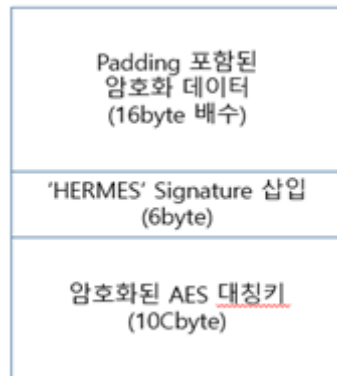 Padding 포함된
암호화 데이터
(16byte 배수)
'HERMES' Signature 삽입
(6byte)
암호화된 AES 대칭키
(10Cbyte)